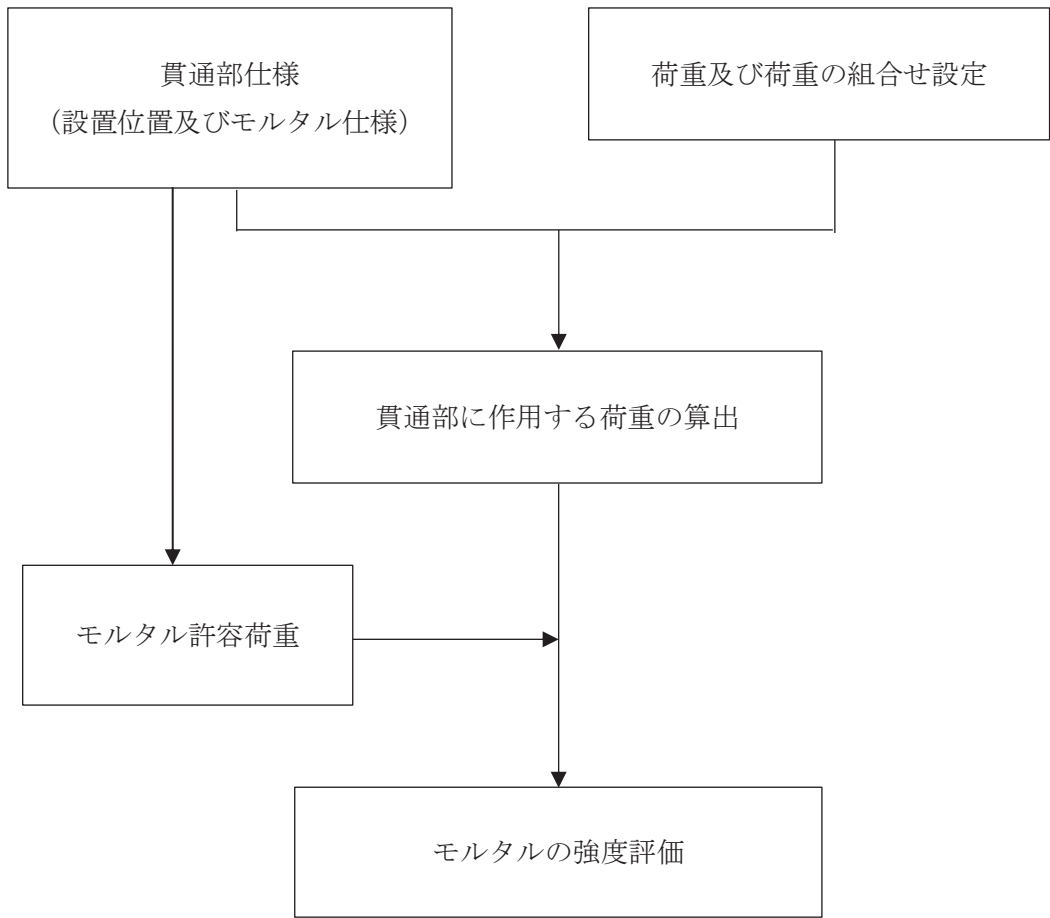 貫通部仕様
（設置位置及びモルタル仕様）
荷重及び荷重の組合せ設定
貫通部に作用する荷重の算出
モルタル許容荷重
モルタルの強度評価